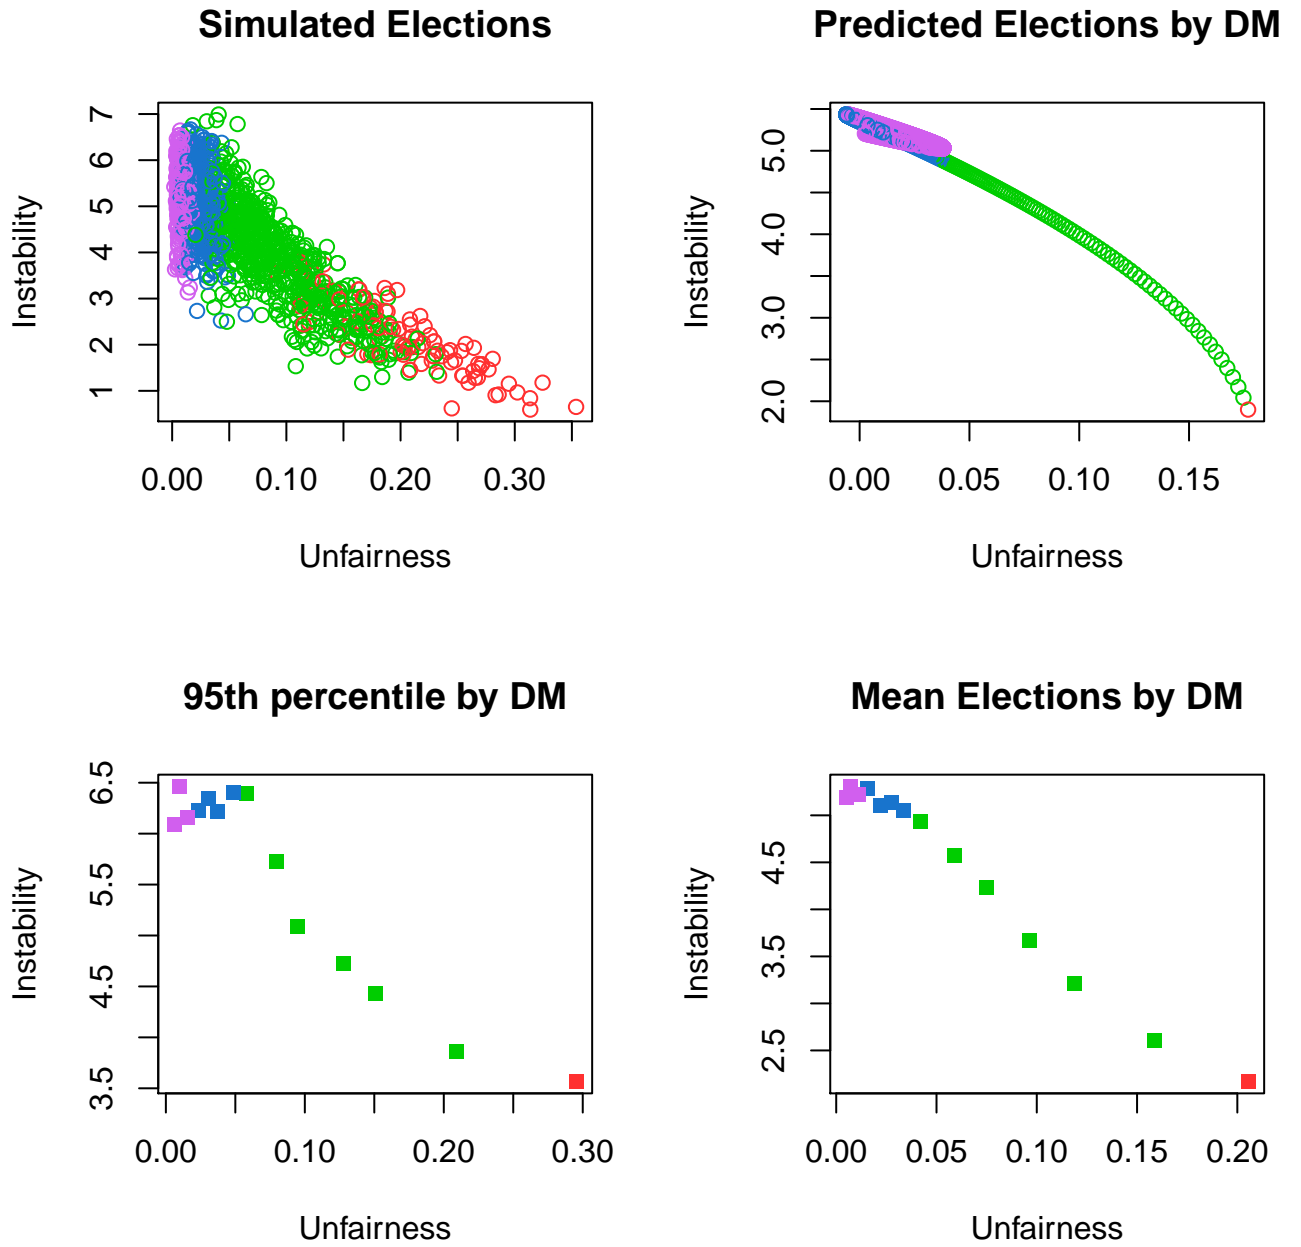 Simulated Elections
Instability
7
6
5
4
3
2
1
0.00 0.10 0.20 0.30
Unfairness
Predicted Elections by DM
Instability
5.0
4.0
3.0
2.0
0.00 0.05 0.10 0.15
Unfairness
95th percentile by DM
Instability
6.5
5.5
4.5
3.5
0.00 0.10 0.20 0.30
Unfairness
Mean Elections by DM
Instability
4.5
3.5
2.5
0.00 0.05 0.10 0.15 0.20
Unfairness